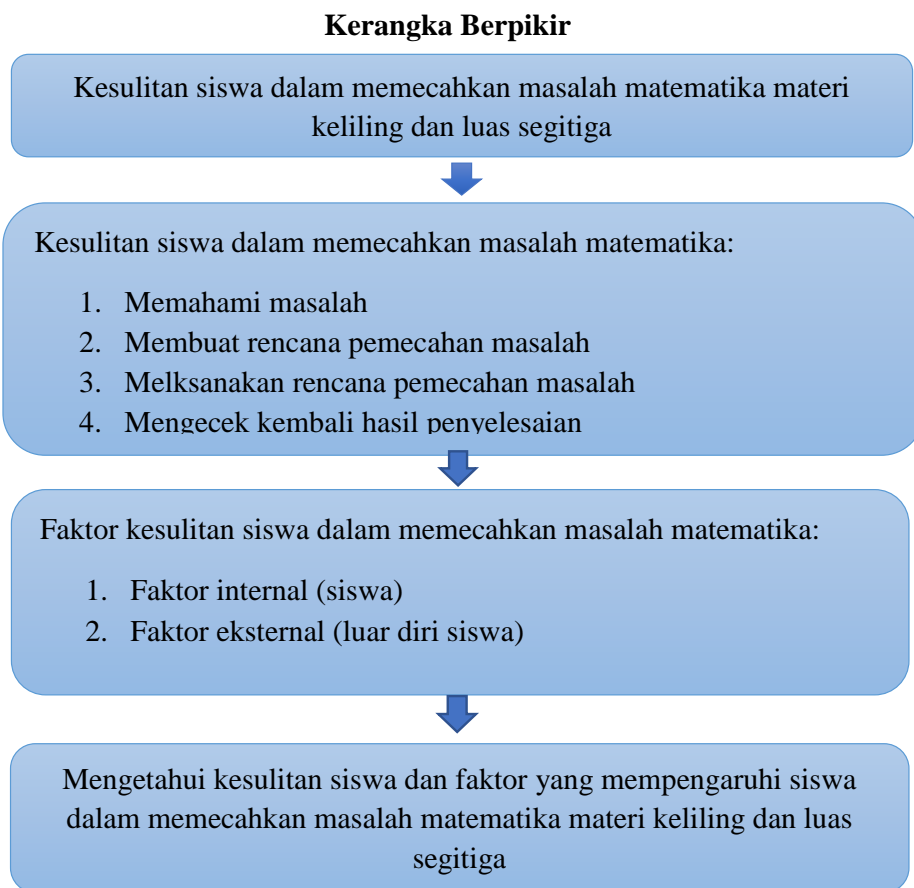 Kerangka Berpikir
Kesulitan siswa dalam memecahkan masalah matematika materi
keliling dan luas segitiga
Kesulitan siswa dalam memecahkan masalah matematika:
1. Memahami masalah
2. Membuat rencana pemecahan masalah
3. Melksanakan rencana pemecahan masalah
4. Mengecek kembali hasil penyelesaian
Faktor kesulitan siswa dalam memecahkan masalah matematika:
1. Faktor internal (siswa)
2. Faktor eksternal (luar diri siswa)
Mengetahui kesulitan siswa dan faktor yang mempengaruhi siswa
dalam memecahkan masalah matematika materi keliling dan luas
segitiga